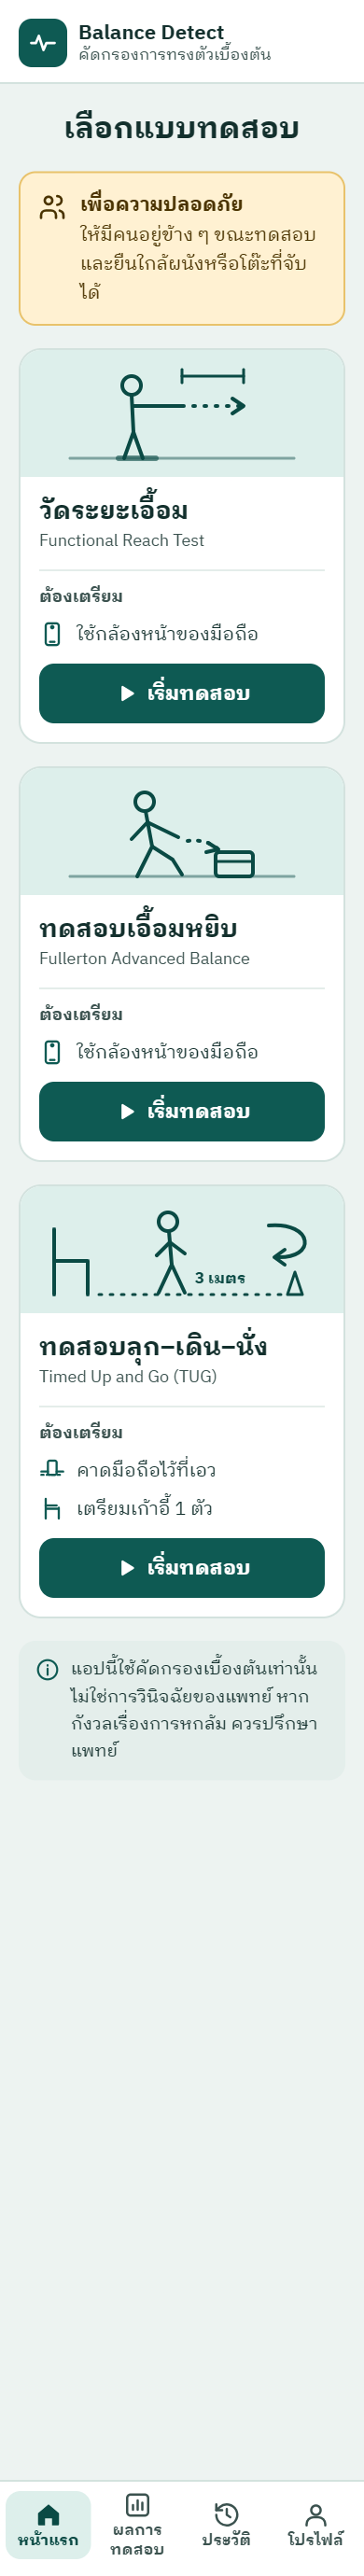 Balance Detect
คัดกรองการทรงตัวเบื้องต้น
เลือกแบบทดสอบ
เพื่อความปลอดภัย
ให้มีคนอยู่ข้าง ๆ ขณะทดสอบ
และยืนใกล้ผนังหรือโต๊ะที่จับ
ได้
วัดระยะเอื้อม
Functional Reach Test
ต้องเตรียม
ใช้กล้องหน้าของมือถือ
เริ่มทดสอบ
ทดสอบเอื้อมหยิบ
Fullerton Advanced Balance
ต้องเตรียม
ใช้กล้องหน้าของมือถือ
เริ่มทดสอบ
3 เมตร
ทดสอบลุก–เดิน–นั่ง
Timed Up and Go (TUG)
ต้องเตรียม
คาดมือถือไว้ที่เอว
เตรียมเก้าอี้ 1 ตัว
เริ่มทดสอบ
แอปนี้ใช้คัดกรองเบื้องต้นเท่านั้น
ไม่ใช่การวินิจฉัยของแพทย์ หาก
กังวลเรื่องการหกล้ม ควรปรึกษา
แพทย์
หน้าแรก
ผลการ
ทดสอบ
ประวัติ
โปรไฟล์